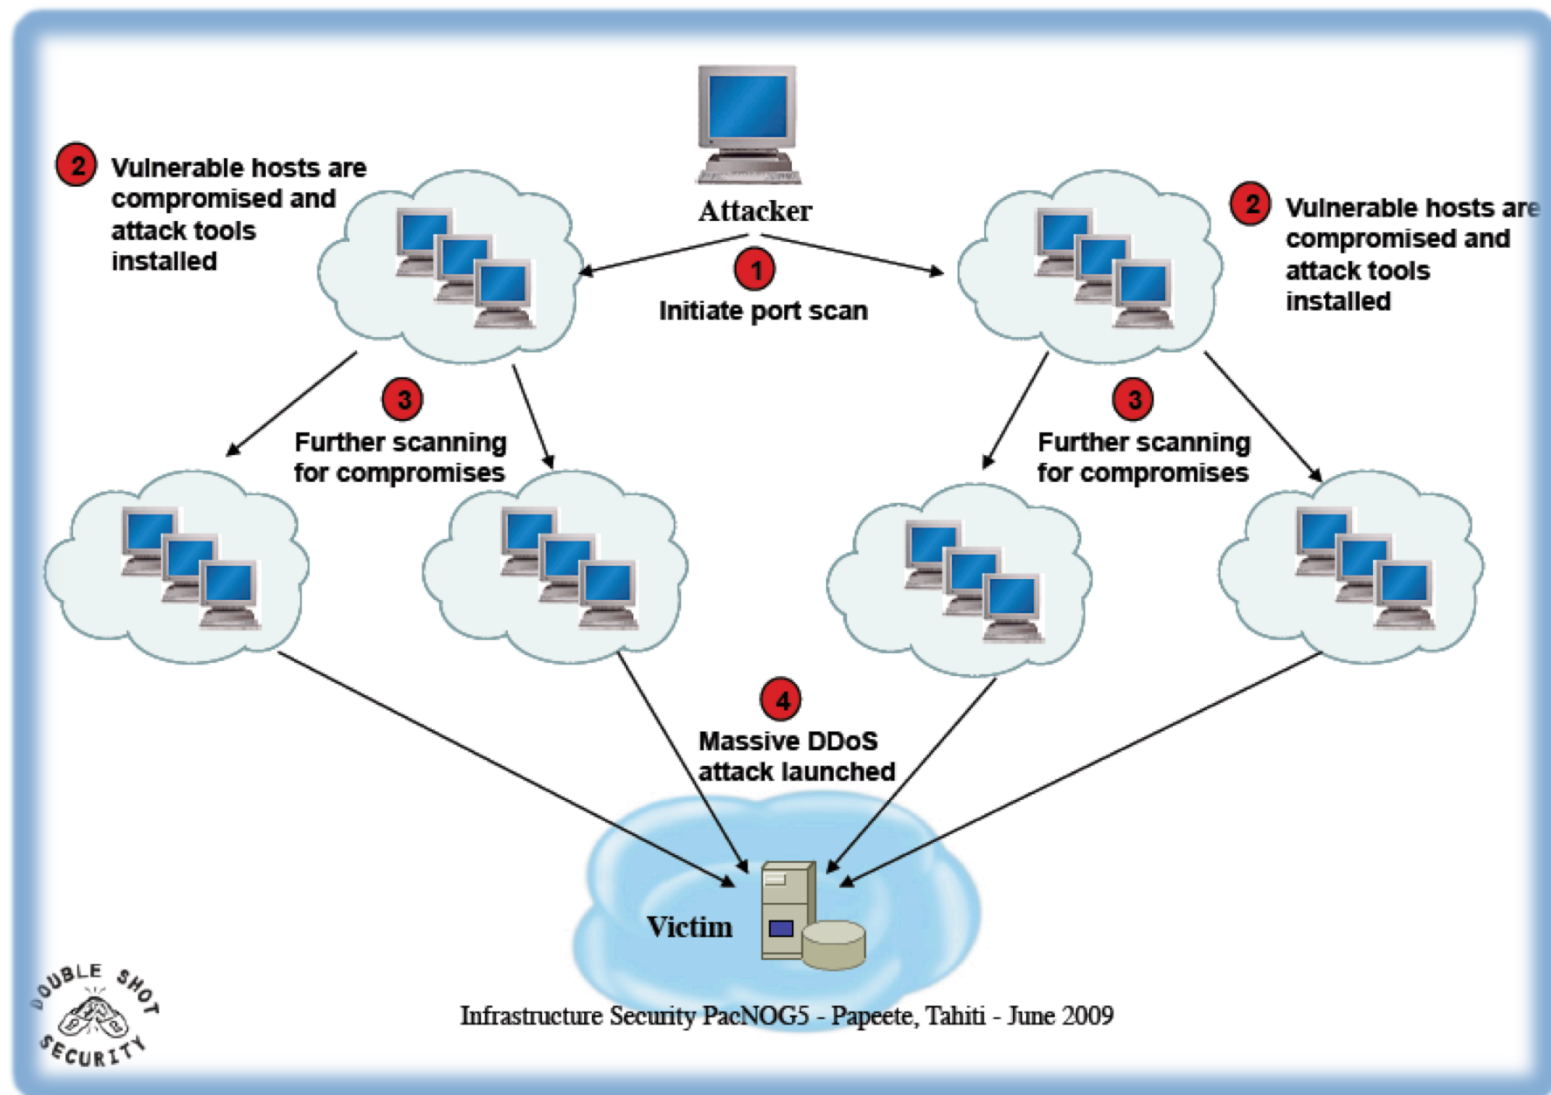 Attacker
1
Initiate port scan
2
Vulnerable hosts are
compromised and
attack tools
installed
2
Vulnerable hosts are
compromised and
attack tools
installed
3
Further scanning
for compromises
3
Further scanning
for compromises
4
Massive DDoS
attack launched
Victim
DOUBLE SHOT
SECURITY
Infrastructure Security PacNOG5 - Papeete, Tahiti - June 2009